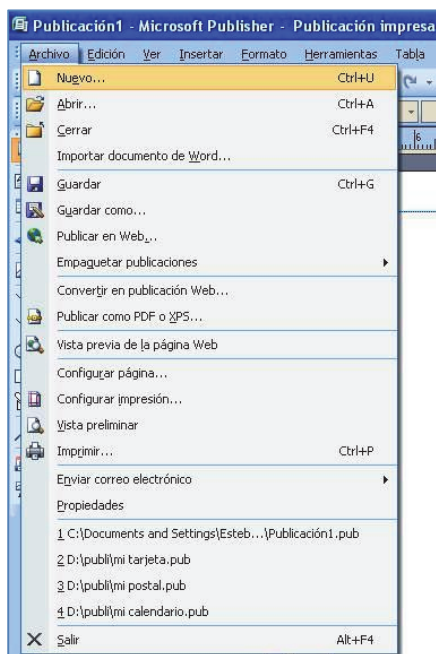 Publicación1 - Microsoft Publisher - Publicación impresa
Archivo Edición Ver Insertar Formato Herramientas Tabla
Nuevo... Ctrl+U
Abrir... Ctrl+A
Cerrar Ctrl+F4
6
Importar documento de Word...
Guardar Ctrl+G
Guardar como...
Publicar en Web...
Empaquetar publicaciones
Convertir en publicación Web...
Publicar como PDF o XPS...
Vista previa de la página Web
Configurar página...
Configurar impresión...
Vista preliminar
Imprimir... Ctrl+P
Enviar correo electrónico
Propiedades
1 C:\Documents and Settings\Esteb...\Publicación1.pub
2 D:\publi\mi tarjeta.pub
3 D:\publi\mi postal.pub
4 D:\publi\mi calendario.pub
Salir Alt+F4